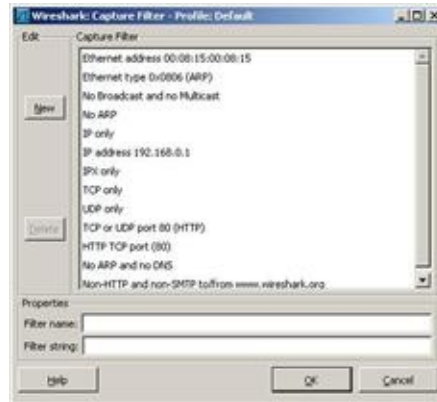 Wireshark: Capture Filter - Profile: Default
Edit
Capture Filter
Ethernet address 00:08:15:00:08:15
Ethernet type 0x0806 (ARP)
No Broadcast and no Multicast
New
No ARP
IP only
IP address 192.168.0.1
IPX only
TCP only
UDP only
Delete
TCP or UDP port 80 (HTTP)
HTTP TCP port (80)
No ARP and no DNS
Non-HTTP and non-SMTP to/from www.wireshark.org
Properties
Filter name:
Filter string:
Help
OK
Cancel